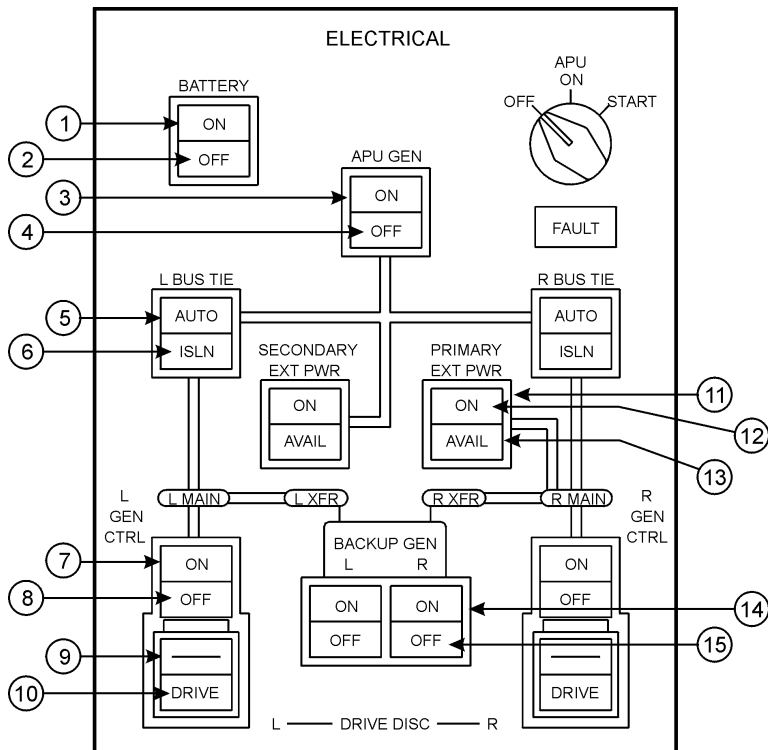 ELECTRICAL
BATTERY
APU
ON
OFF
START
1
ON
2
OFF
APU GEN
3
ON
4
OFF
FAULT
L BUS TIE
R BUS TIE
5
AUTO
AUTO
6
ISLN
ISLN
SECONDARY
EXT PWR
PRIMARY
EXT PWR
11
ON
ON
12
AVAIL
AVAIL
13
L
GEN
CTRL
L MAIN
L XFR
R XFR
R MAIN
R
GEN
CTRL
BACKUP GEN
L R
7
ON
ON
8
OFF
OFF
ON
ON
14
OFF
OFF
15
9
10
DRIVE
DRIVE
L DRIVE DISC R